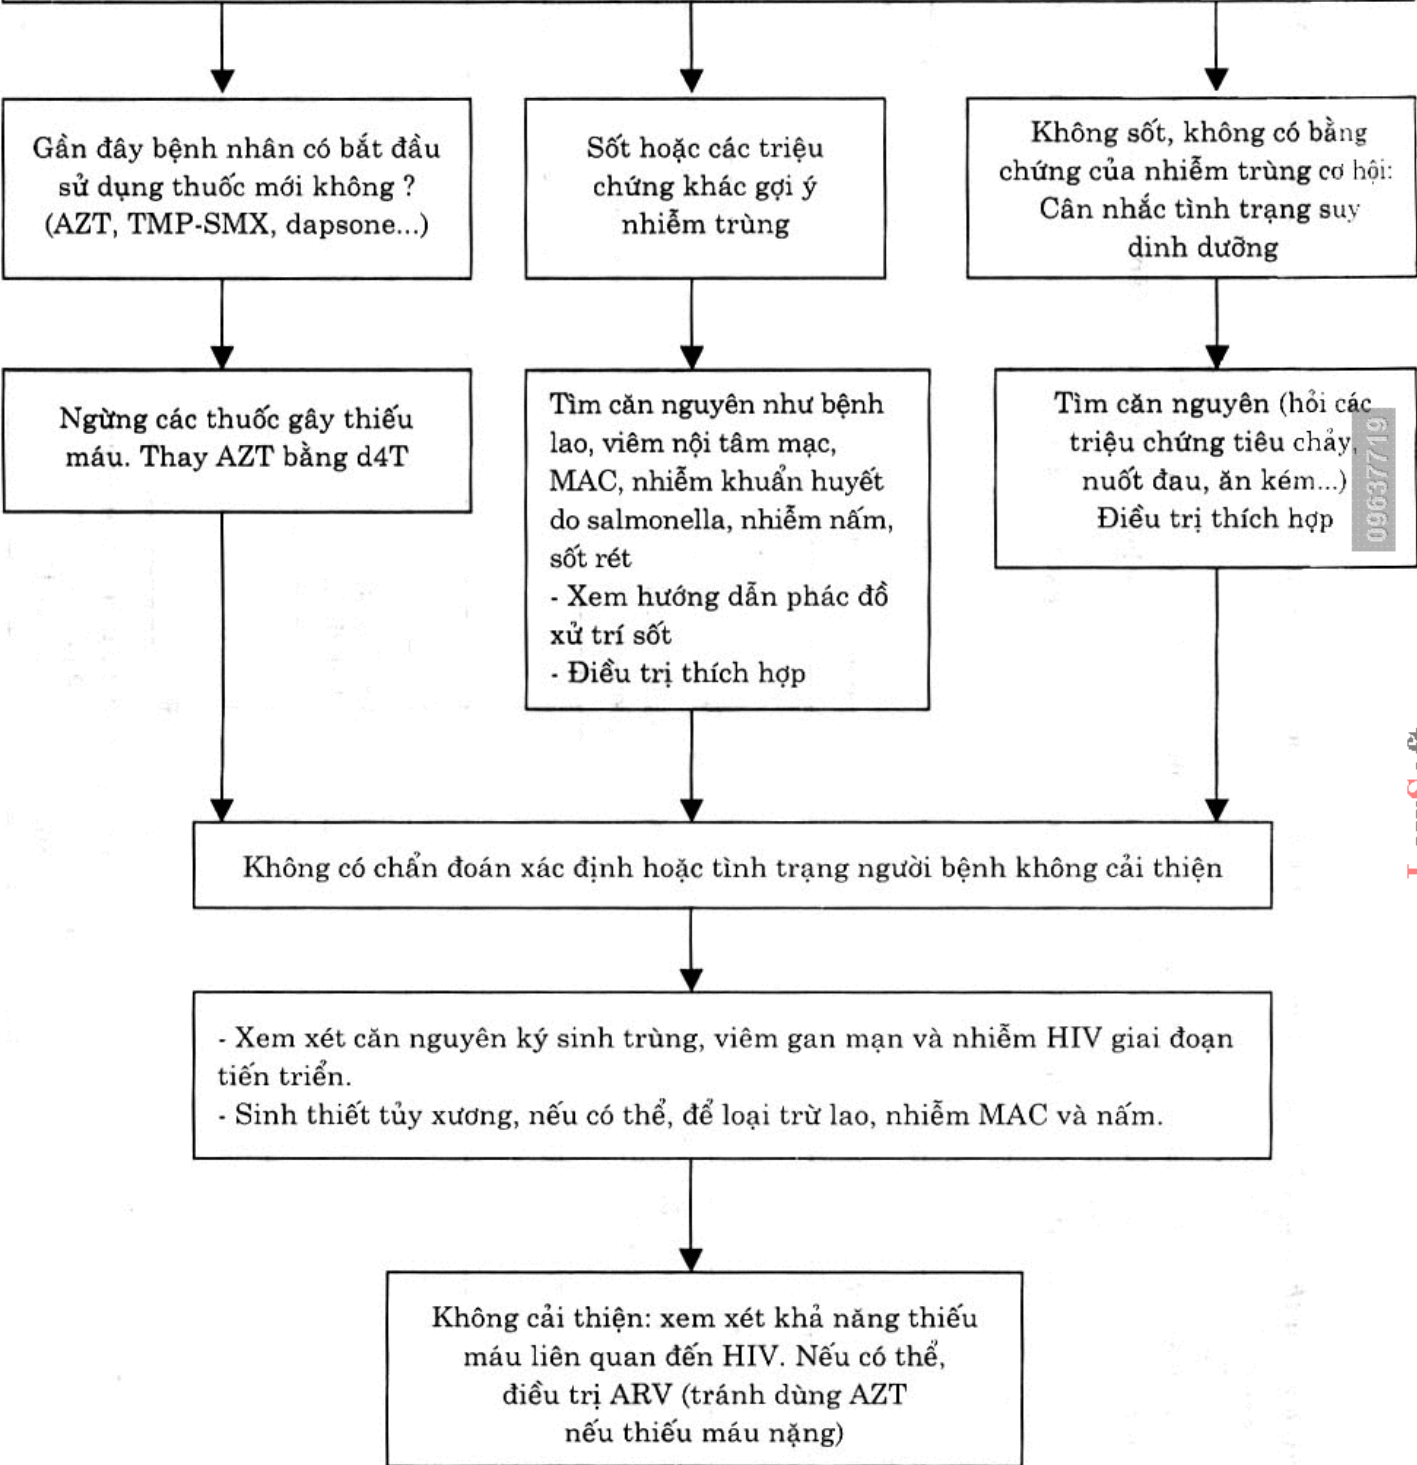 Gần đây bệnh nhân có bắt đầu
sử dụng thuốc mới không ?
(AZT, TMP-SMX, dapsone...)
Sốt hoặc các triệu
chứng khác gợi ý
nhiễm trùng
Không sốt, không có bằng
chứng của nhiễm trùng cơ hội:
Cân nhắc tình trạng suy
dinh dưỡng
Ngừng các thuốc gây thiếu
máu. Thay AZT bằng d4T
Tìm căn nguyên như bệnh
lao, viêm nội tâm mạc,
MAC, nhiễm khuẩn huyết
do salmonella, nhiễm nấm,
sốt rét
- Xem hướng dẫn phác đồ
xử trí sốt
- Điều trị thích hợp
Tìm căn nguyên (hỏi các
triệu chứng tiêu chảy,
nuốt đau, ăn kém...)
Điều trị thích hợp
09637719
Không có chẩn đoán xác định hoặc tình trạng người bệnh không cải thiện
- Xem xét căn nguyên ký sinh trùng, viêm gan mạn và nhiễm HIV giai đoạn
tiến triển.
- Sinh thiết tủy xương, nếu có thể, để loại trừ lao, nhiễm MAC và nấm.
Không cải thiện: xem xét khả năng thiếu
máu liên quan đến HIV. Nếu có thể,
điều trị ARV (tránh dùng AZT
nếu thiếu máu nặng)